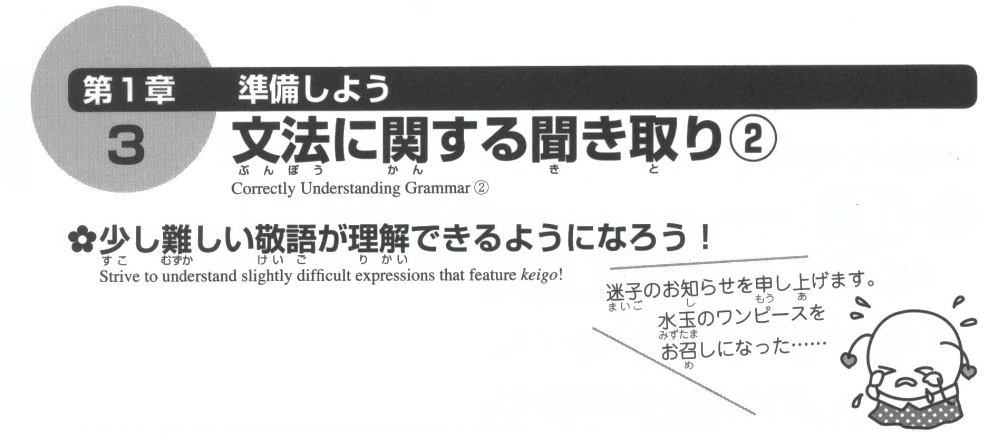 第1章 準備しよう
3 文法に関する聞き取り②
ぶんぽう かん き と
Correctly Understanding Grammar②
✿少し難しい敬語が理解できるようになろう！
すこ むずか けいご りかい
Strive to understand slightly difficult expressions that feature keigo!
迷子のお知らせを申し上げます。
まいご し もう あ
水玉のワンピースを
みずたま
お召しになった……
め